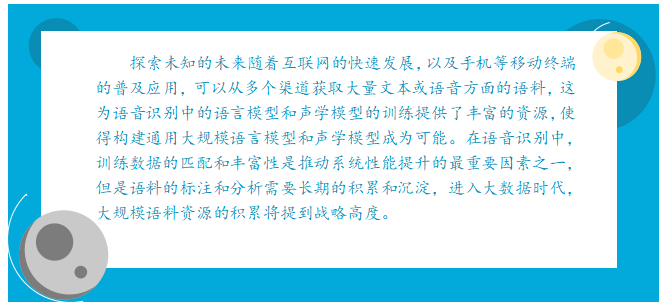 探索未知的未来随着互联网的快速发展，以及手机等移动终端
的普及应用，可以从多个渠道获取大量文本或语音方面的语料，这
为语音识别中的语言模型和声学模型的训练提供了丰富的资源，使
得构建通用大规模语言模型和声学模型成为可能。在语音识别中，
训练数据的匹配和丰富性是推动系统性能提升的最重要因素之一，
但是语料的标注和分析需要长期的积累和沉淀，进入大数据时代，
大规模语料资源的积累将提到战略高度。